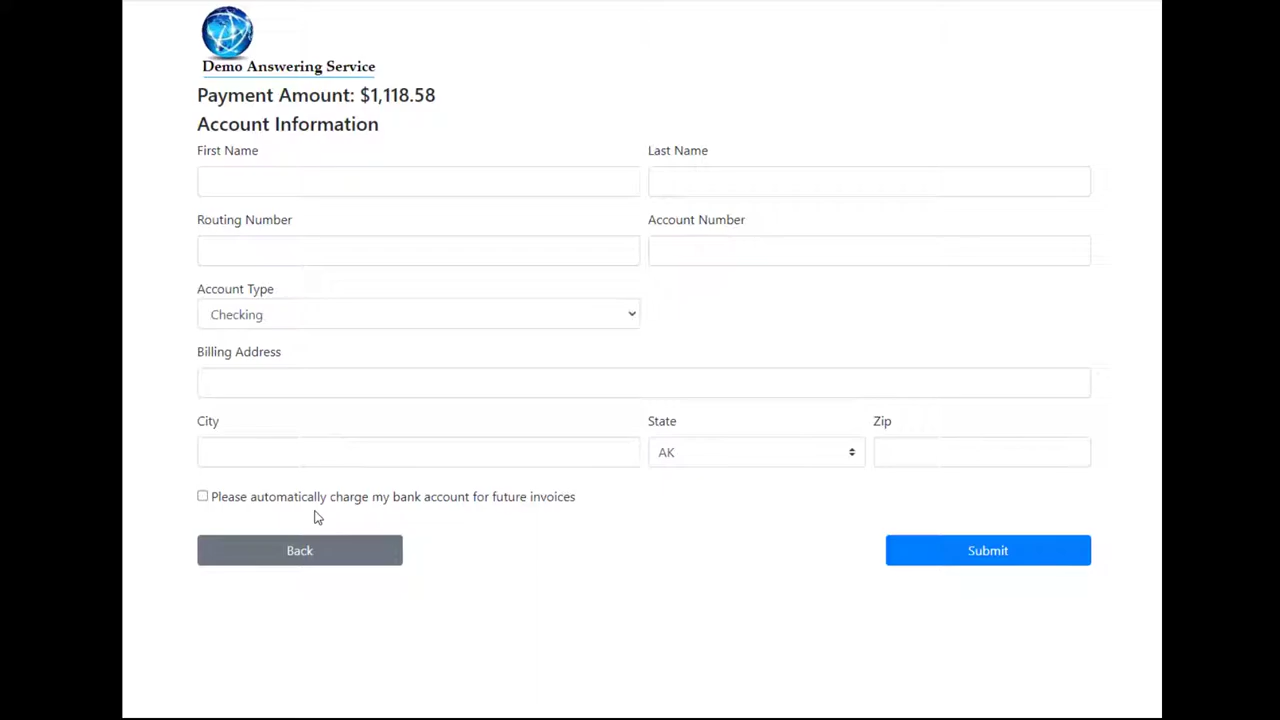 Demo Answering Service
Payment Amount: $1,118.58
Account Information
First Name Last Name
Routing Number Account Number
Account Type
Checking
Billing Address
City State Zip
AK
Please automatically charge my bank account for future invoices
Back Submit